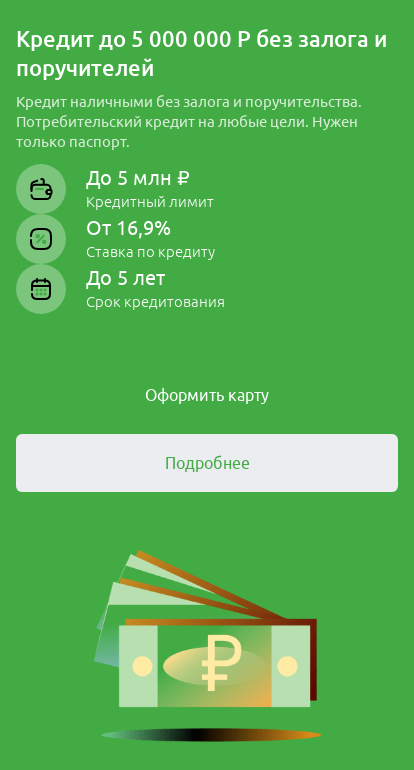 Кредит до 5 000 000 Р без залога и
поручителей
Кредит наличными без залога и поручительства.
Потребительский кредит на любые цели. Нужен
только паспорт.
До 5 млн ₽
Кредитный лимит
От 16,9%
Ставка по кредиту
До 5 лет
Срок кредитования
Оформить карту
Подробнее
₽